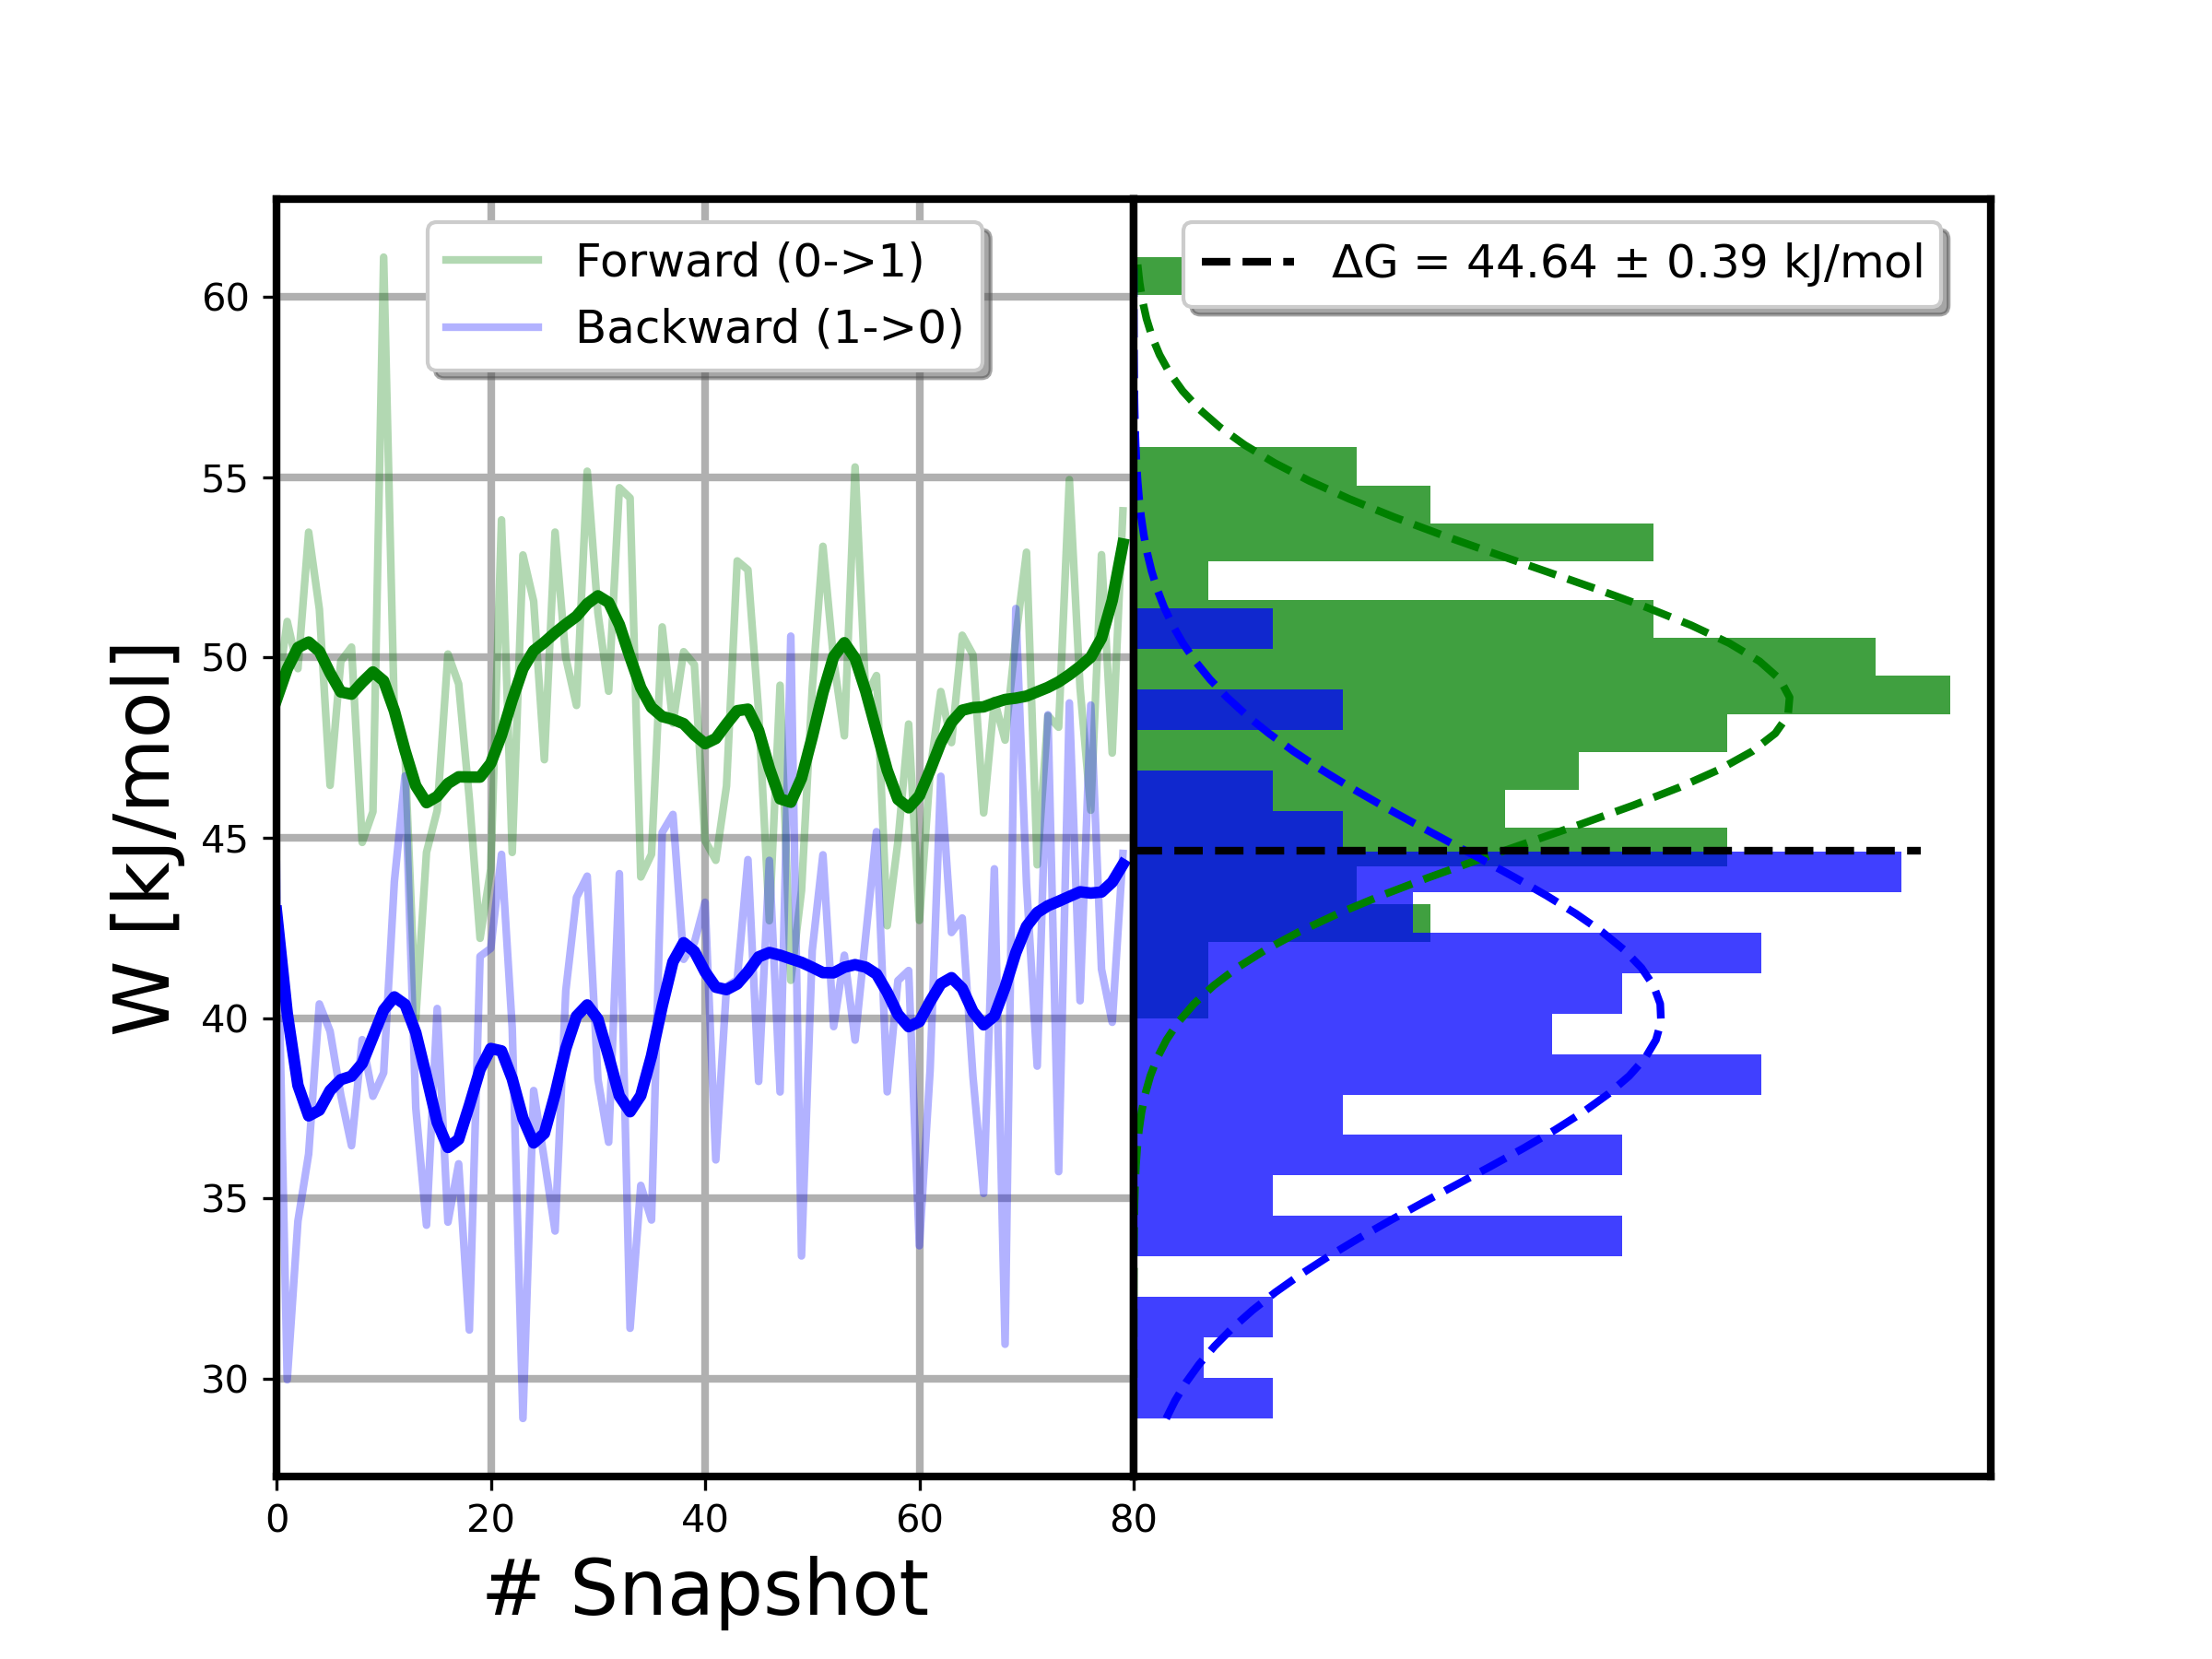 Forward (0->1)
Backward (1->0)
ΔG = 44.64 ± 0.39 kJ/mol
W [kJ/mol]
60
55
50
45
40
35
30
0 20 40 60 80
# Snapshot